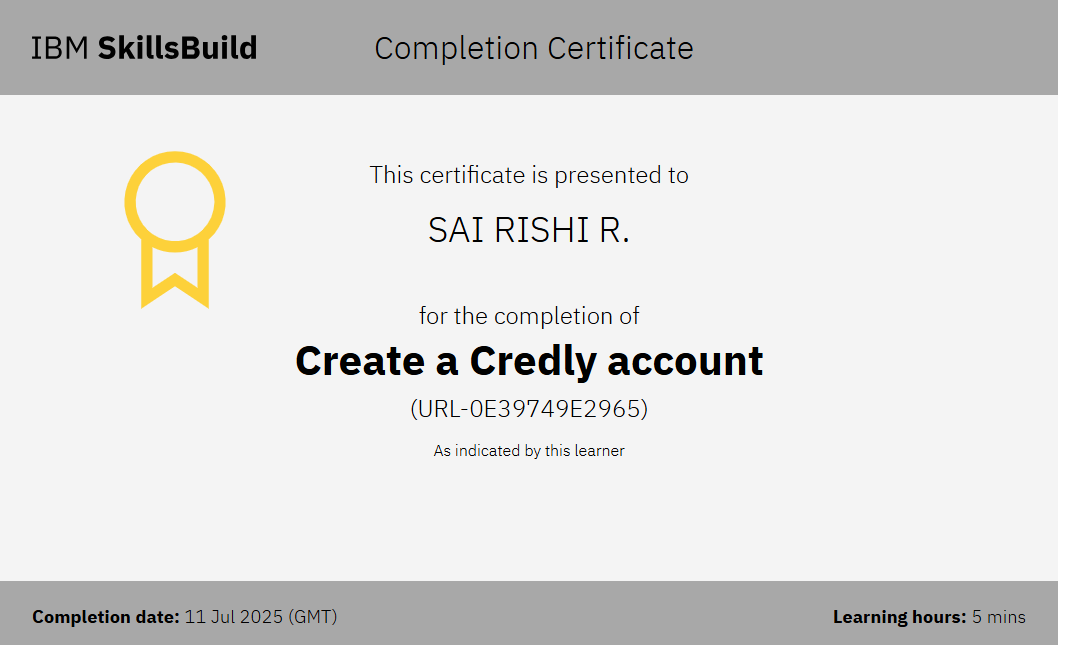 IBM SkillsBuild
Completion Certificate
This certificate is presented to
SAI RISHI R.
for the completion of
Create a Credly account
(URL-0E39749E2965)
As indicated by this learner
Completion date: 11 Jul 2025 (GMT)
Learning hours: 5 mins